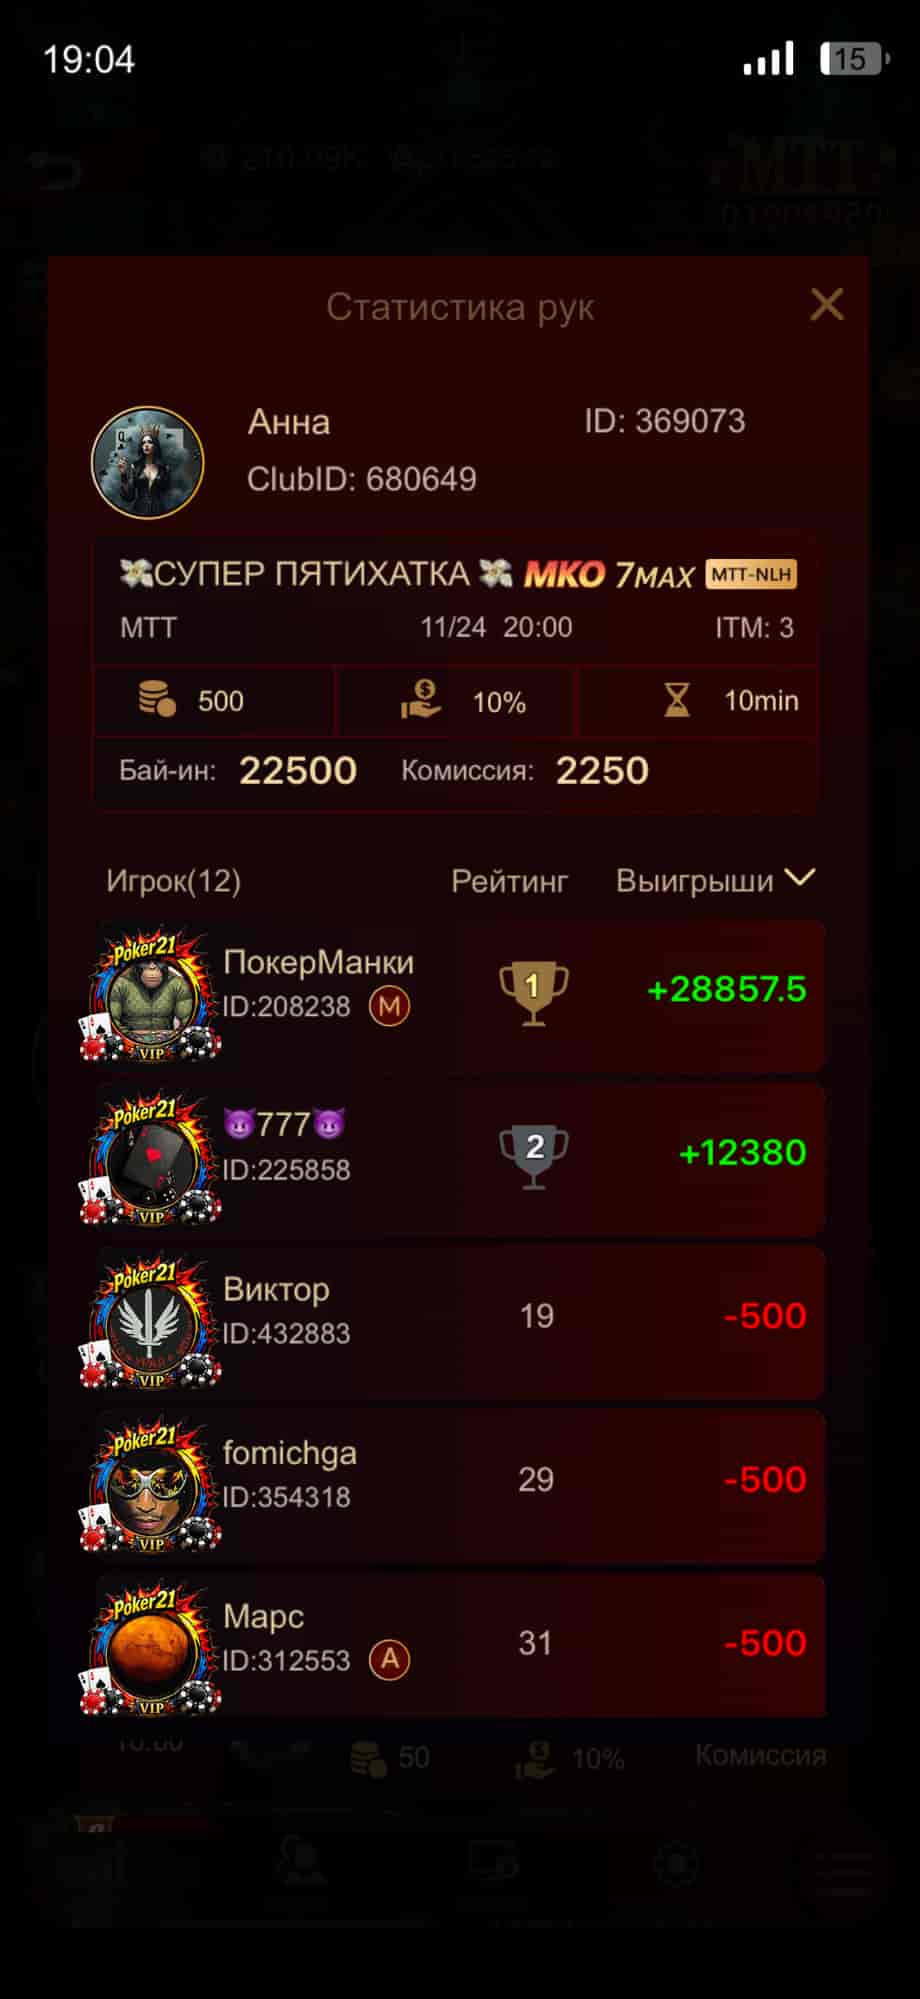 19:04
15
Статистика рук
Анна
ID: 369073
ClubID: 680649
💸СУПЕР ПЯТИХАТКА💸 MKO 7MAX MTT-NLH
MTT 11/24 20:00 ITM: 3
500 10% 10min
Бай-ин: 22500 Комиссия: 2250
Игрок(12) Рейтинг Выигрыши
Poker21 VIP
ПокерМанки
ID:208238 M
1
+28857.5
Poker21 VIP
😈777😈
ID:225858
2
+12380
Poker21 VIP
Виктор
ID:432883
19
-500
Poker21 VIP
fomichga
ID:354318
29
-500
Poker21 VIP
Марс
ID:312553 A
31
-500
50 10% Комиссия